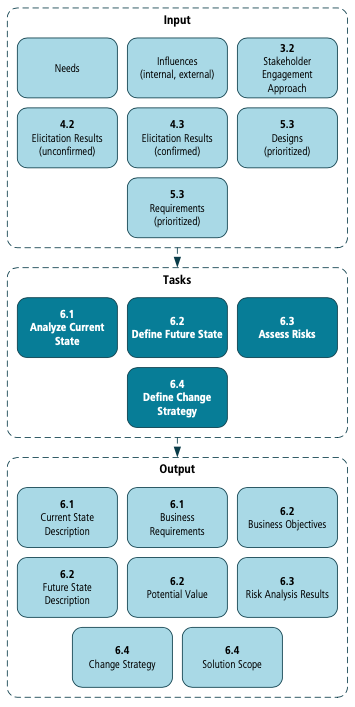 Input
Needs
Influences
(internal, external)
3.2
Stakeholder
Engagement
Approach
4.2
Elicitation Results
(unconfirmed)
4.3
Elicitation Results
(confirmed)
5.3
Designs
(prioritized)
5.3
Requirements
(prioritized)
Tasks
6.1
Analyze Current
State
6.2
Define Future State
6.3
Assess Risks
6.4
Define Change
Strategy
Output
6.1
Current State
Description
6.1
Business
Requirements
6.2
Business Objectives
6.2
Future State
Description
6.2
Potential Value
6.3
Risk Analysis Results
6.4
Change Strategy
6.4
Solution Scope